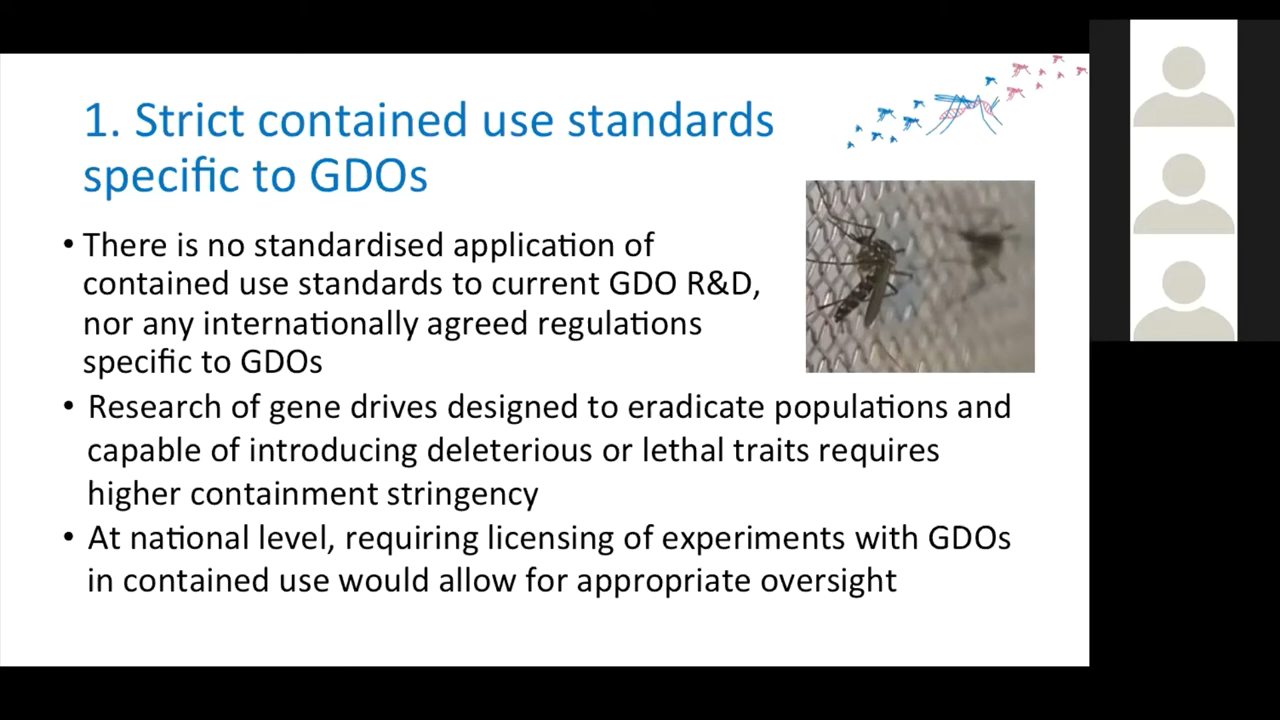 1. Strict contained use standards
specific to GDOs
• There is no standardised application of
contained use standards to current GDO R&D,
nor any internationally agreed regulations
specific to GDOs
• Research of gene drives designed to eradicate populations and
capable of introducing deleterious or lethal traits requires
higher containment stringency
• At national level, requiring licensing of experiments with GDOs
in contained use would allow for appropriate oversight